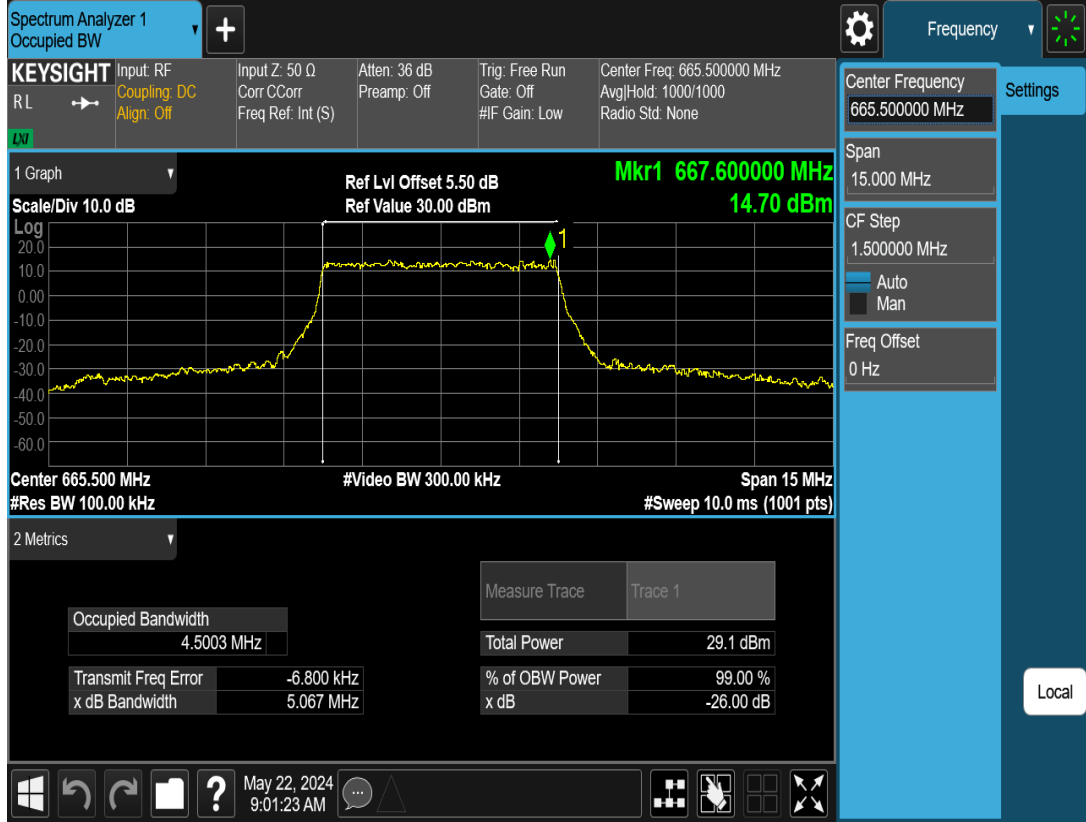 Spectrum Analyzer 1
Occupied BW
+
Frequency
KEYSIGHT
R L
LXI
Input: RF
Coupling: DC
Align: Off
Input Z: 50 Ω
Corr CCorr
Freq Ref: Int (S)
Atten: 36 dB
Preamp: Off
Trig: Free Run
Gate: Off
#IF Gain: Low
Center Freq: 665.500000 MHz
Avg|Hold: 1000/1000
Radio Std: None
Center Frequency
665.500000 MHz
Settings
Span
15.000 MHz
CF Step
1.500000 MHz
Auto
Man
Freq Offset
0 Hz
Local
1 Graph
Scale/Div 10.0 dB
Ref Lvl Offset 5.50 dB
Ref Value 30.00 dBm
Mkr1 667.600000 MHz
14.70 dBm
Log
1
20.0
10.0
0.00
-10.0
-20.0
-30.0
-40.0
-50.0
-60.0
Center 665.500 MHz
#Video BW 300.00 kHz
Span 15 MHz
#Res BW 100.00 kHz
#Sweep 10.0 ms (1001 pts)
2 Metrics
Measure Trace
Trace 1
Occupied Bandwidth
4.5003 MHz
Total Power
29.1 dBm
Transmit Freq Error
-6.800 kHz
% of OBW Power
99.00 %
x dB Bandwidth
5.067 MHz
x dB
-26.00 dB
?
May 22, 2024
9:01:23 AM